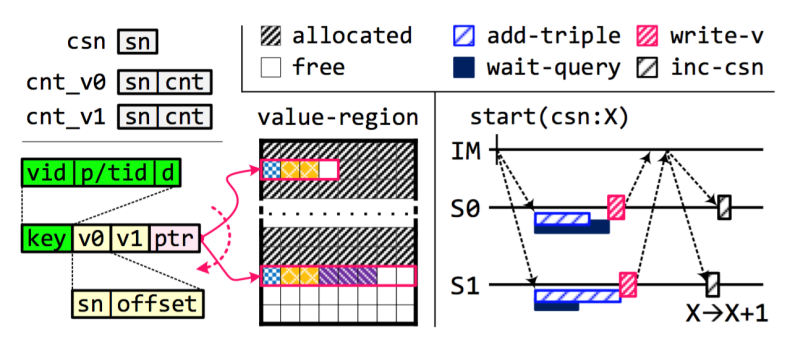 csn sn
cnt_v0 sn cnt
cnt_v1 sn cnt
allocated
free
add-triple
wait-query
write-v
inc-csn
vid p/tid d
key v0 v1 ptr
sn offset
value-region
start(csn:X)
IM
S0
S1
X→X+1